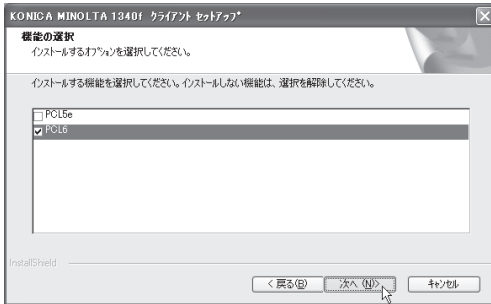 KONICA MINOLTA 1340f クライアント セットアップ
機能の選択
インストールするオプションを選択してください。
インストールする機能を選択してください。インストールしない機能は、選択を解除してください。
PCL5e
PCL6
InstallShield
< 戻る(B)
次へ (N)>
キャンセル